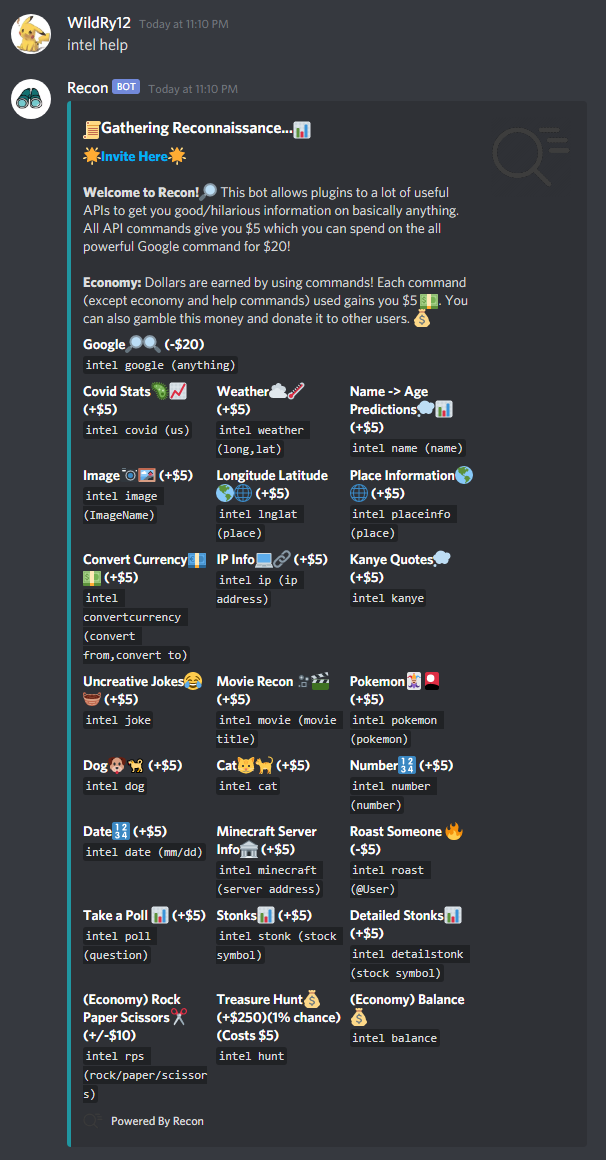 WildRy12 Today at 11:10 PM
intel help
Recon BOT Today at 11:10 PM
📜Gathering Reconnaissance...📊
🌟Invite Here🌟
Welcome to Recon!🔎 This bot allows plugins to a lot of useful
APIs to get you good/hilarious information on basically anything.
All API commands give you $5 which you can spend on the all
powerful Google command for $20!
Economy: Dollars are earned by using commands! Each command
(except economy and help commands) used gains you $5 💵. You
can also gamble this money and donate it to other users. 💰
Google🔎🔍 (-$20)
intel google (anything)
Covid Stats🦠📈
(+$5)
intel covid (us)
Weather☁️🌡️
(+$5)
intel weather
(long,lat)
Name -> Age
Predictions💭📊
(+$5)
intel name (name)
Image📷🖼️ (+$5)
intel image
(ImageName)
Longitude Latitude
🌎🌐 (+$5)
intel lnglat
(place)
Place Information🌎
🌐 (+$5)
intel placeinfo
(place)
Convert Currency💶
💵 (+$5)
intel
convertcurrency
(convert
from,convert to)
IP Info💻🔗 (+$5)
intel ip (ip
address)
Kanye Quotes💭
(+$5)
intel kanye
Uncreative Jokes😂
🧺 (+$5)
intel joke
Movie Recon 🎥🎬
(+$5)
intel movie (movie
title)
Pokemon🃏🎴
(+$5)
intel pokemon
(pokemon)
Dog🐶🐕 (+$5)
intel dog
Cat🐱🐈 (+$5)
intel cat
Number🔢 (+$5)
intel number
(number)
Date🔢 (+$5)
intel date (mm/dd)
Minecraft Server
Info🏛️ (+$5)
intel minecraft
(server address)
Roast Someone 🔥
(-$5)
intel roast
(@User)
Take a Poll 📊 (+$5)
intel poll
(question)
Stonks📊 (+$5)
intel stonk (stock
symbol)
Detailed Stonks📊
(+$5)
intel detailstonk
(stock symbol)
(Economy) Rock
Paper Scissors✂️
(+/-$10)
intel rps
(rock/paper/scissor
s)
Treasure Hunt💰
(+$250)(1% chance)
(Costs $5)
intel hunt
(Economy) Balance
💰
intel balance
Powered By Recon